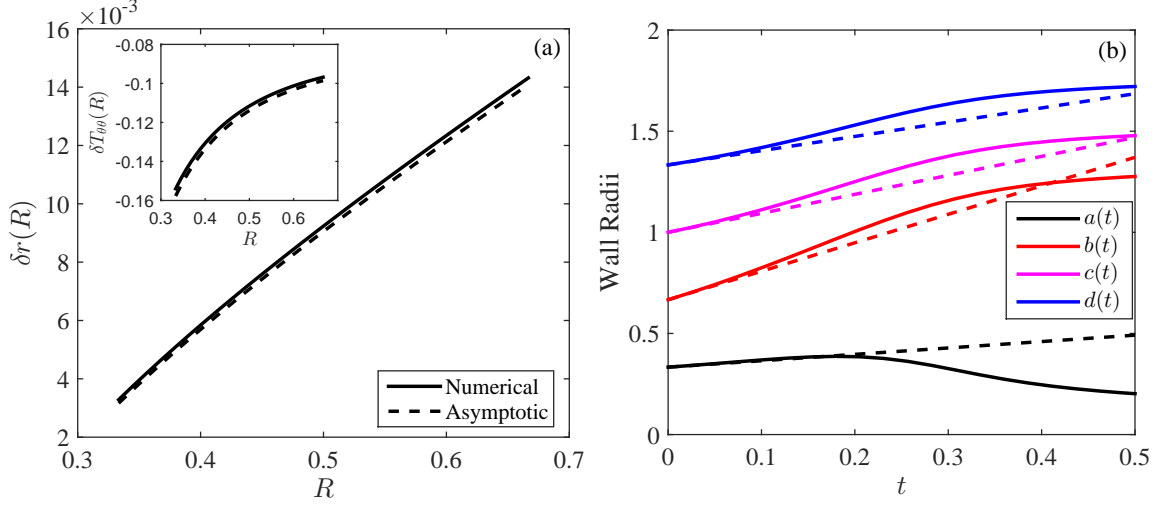 ×10⁻³
(a)
16
14
12
10
8
6
4
2
δr(R)
0.3
0.4
0.5
0.6
0.7
R
-0.08
-0.1
-0.12
-0.14
-0.16
δT_θθ(R)
0.3
0.4
0.5
0.6
R
Numerical
Asymptotic
(b)
2
1.5
1
0.5
0
Wall Radii
0
0.1
0.2
0.3
0.4
0.5
t
a(t)
b(t)
c(t)
d(t)